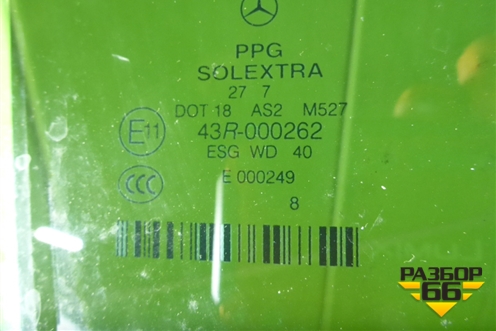 PPG
SOLEXTRA
27 7
DOT 18 AS2 M527
E11 43R-000262
ESG WD 40
CCC E 000249
8
РАЗБОР
66